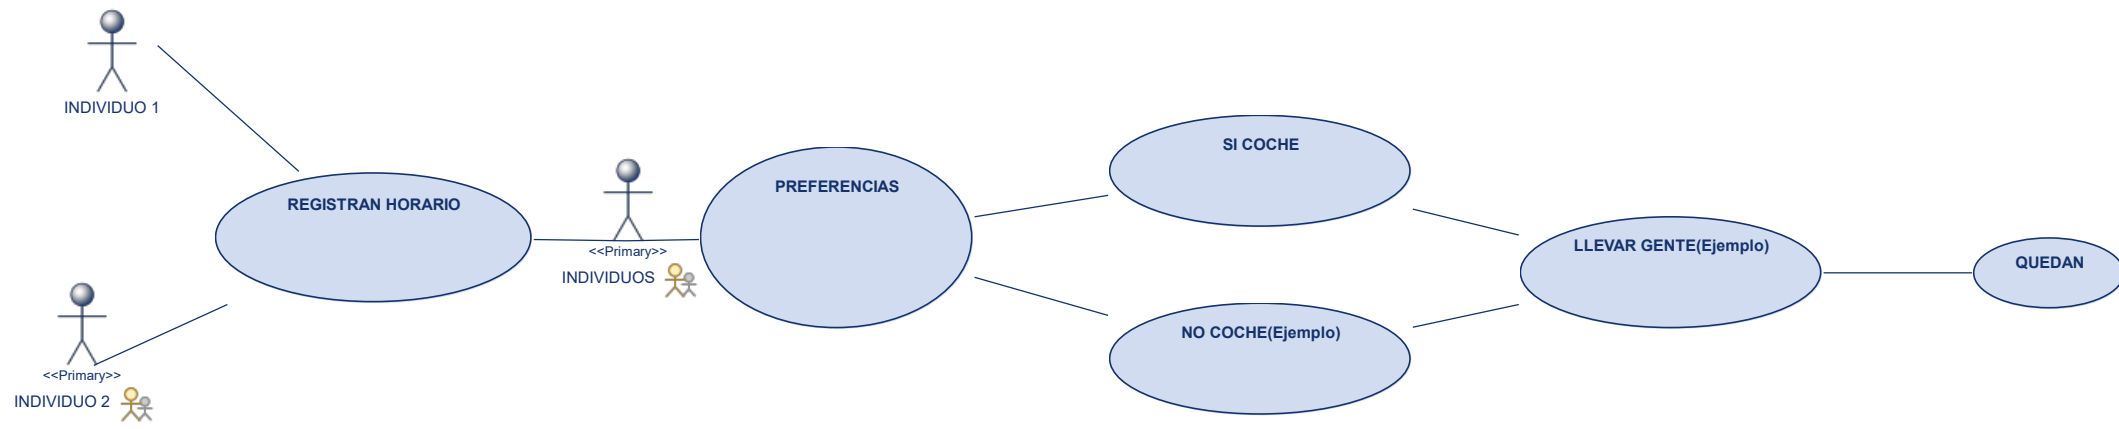 INDIVIDUO 1
REGISTRAN HORARIO
<<Primary>>
INDIVIDUO 2
<<Primary>>
INDIVIDUOS
PREFERENCIAS
SI COCHE
NO COCHE(Ejemplo)
LLEVAR GENTE(Ejemplo)
QUEDAN